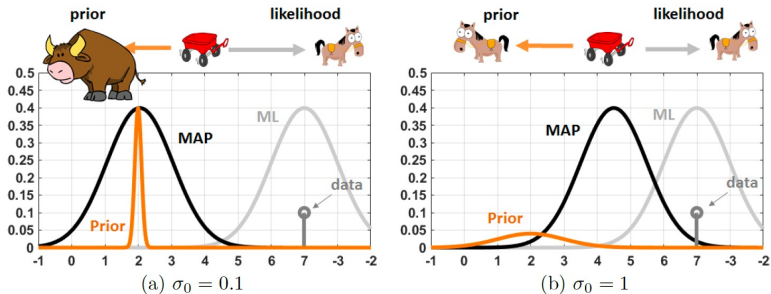 prior
likelihood
0.5
0.45
0.4
0.35
0.3
0.25
0.2
0.15
0.1
0.05
0
MAP
ML
data
Prior
-1 0 1 2 3 4 5 6 7 -3 -2
(a) σ₀ = 0.1
prior
likelihood
0.5
0.45
0.4
0.35
0.3
0.25
0.2
0.15
0.1
0.05
0
MAP
ML
data
Prior
-1 0 1 2 3 4 5 6 7 -3 -2
(b) σ₀ = 1